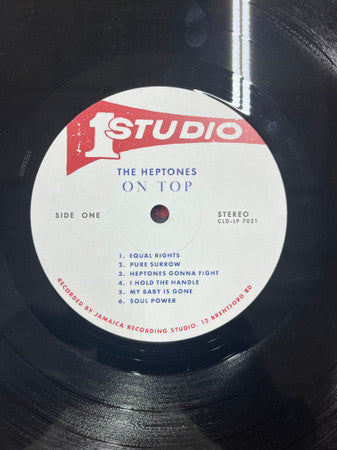 1 STUDIO
THE HEPTONES
ON TOP
SIDE ONE
STEREO
CLD-LP 7021
1. EQUAL RIGHTS
2. PURE SURROW
3. HEPTONES GONNA FIGHT
4. I HOLD THE HANDLE
5. MY BABY IS GONE
6. SOUL POWER
RECORDED BY JAMAICA RECORDING STUDIO. 13 BRENTFORD RD